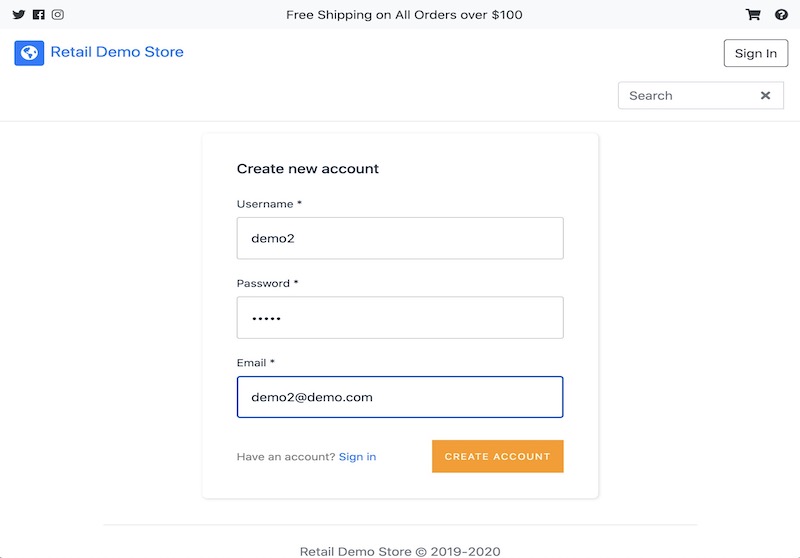 Free Shipping on All Orders over $100
Retail Demo Store
Sign In
Search
Create new account
Username *
demo2
Password *
•••••
Email *
demo2@demo.com
Have an account? Sign in
CREATE ACCOUNT
Retail Demo Store © 2019-2020